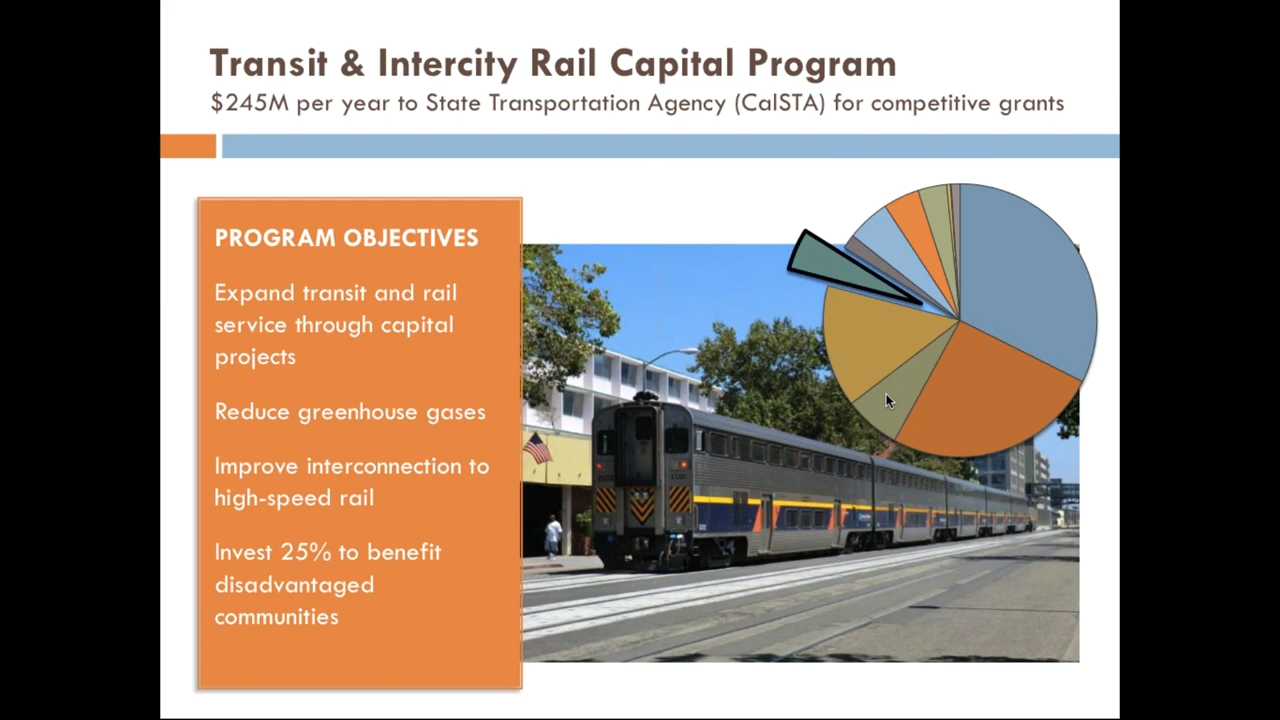 Transit & Intercity Rail Capital Program
$245M per year to State Transportation Agency (CalSTA) for competitive grants
PROGRAM OBJECTIVES
Expand transit and rail
service through capital
projects
Reduce greenhouse gases
Improve interconnection to
high-speed rail
Invest 25% to benefit
disadvantaged
communities